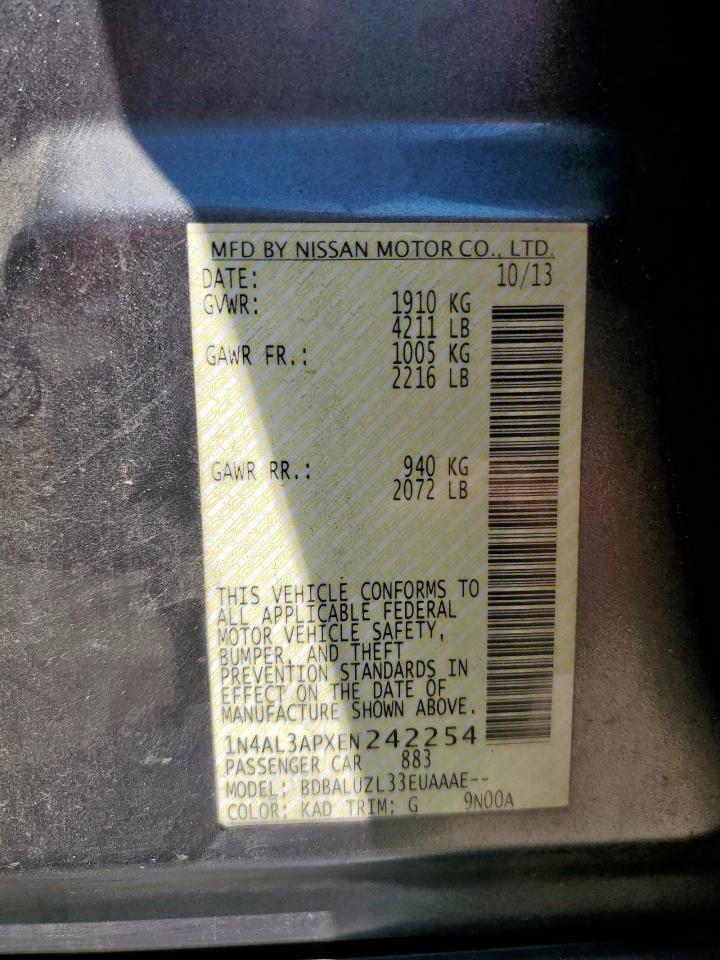 MFD BY NISSAN MOTOR CO., LTD.
DATE: 10/13
GVWR: 1910 KG
4211 LB
GAWR FR.: 1005 KG
2216 LB
GAWR RR.: 940 KG
2072 LB
THIS VEHICLE CONFORMS TO
ALL APPLICABLE FEDERAL
MOTOR VEHICLE SAFETY,
BUMPER, AND THEFT
PREVENTION STANDARDS IN
EFFECT ON THE DATE OF
MANUFACTURE SHOWN ABOVE.
1N4AL3APXEN242254
PASSENGER CAR 883
MODEL: BDBALUZL33EUAAAE--
COLOR: KAD TRIM: G 9N00A